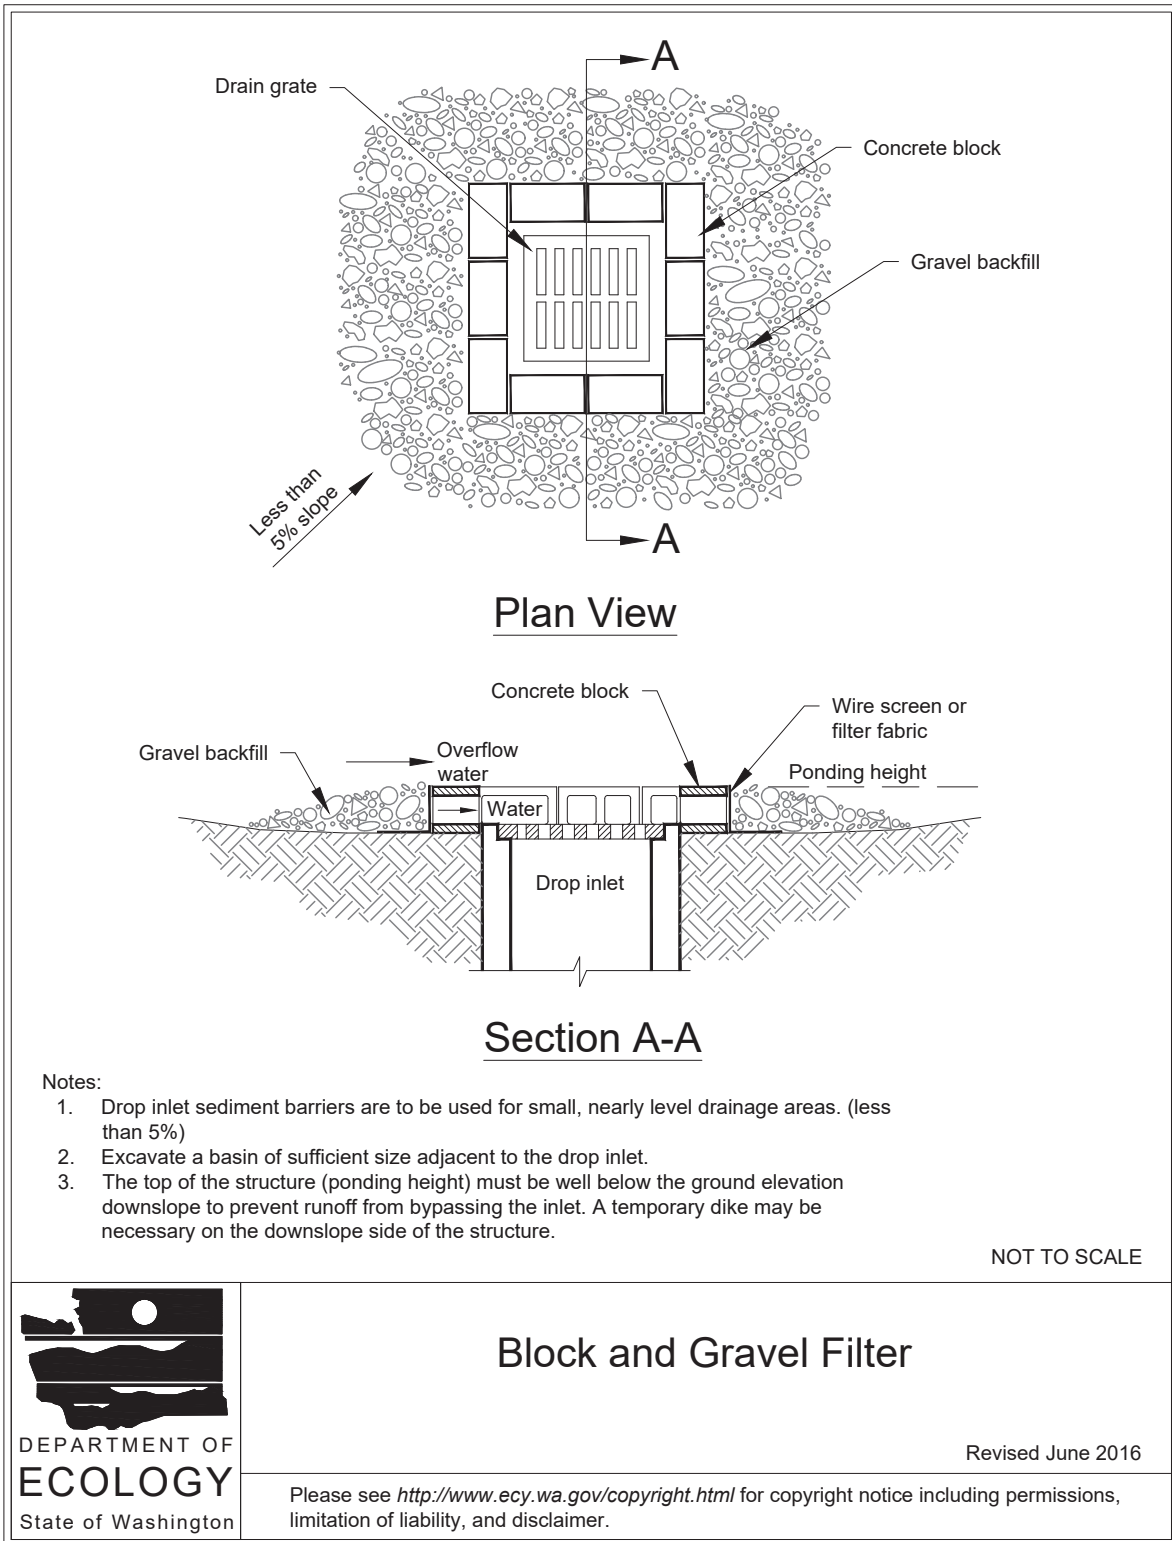 A
Drain grate
Concrete block
Gravel backfill
Less than
5% slope
A
Plan View
Concrete block
Wire screen or
filter fabric
Gravel backfill
Overflow
water
Ponding height
Water
Drop inlet
Section A-A
Notes:
1. Drop inlet sediment barriers are to be used for small, nearly level drainage areas. (less
than 5%)
2. Excavate a basin of sufficient size adjacent to the drop inlet.
3. The top of the structure (ponding height) must be well below the ground elevation
downslope to prevent runoff from bypassing the inlet. A temporary dike may be
necessary on the downslope side of the structure.
NOT TO SCALE
Block and Gravel Filter
Revised June 2016
DEPARTMENT OF
ECOLOGY
State of Washington
Please see http://www.ecy.wa.gov/copyright.html for copyright notice including permissions,
limitation of liability, and disclaimer.